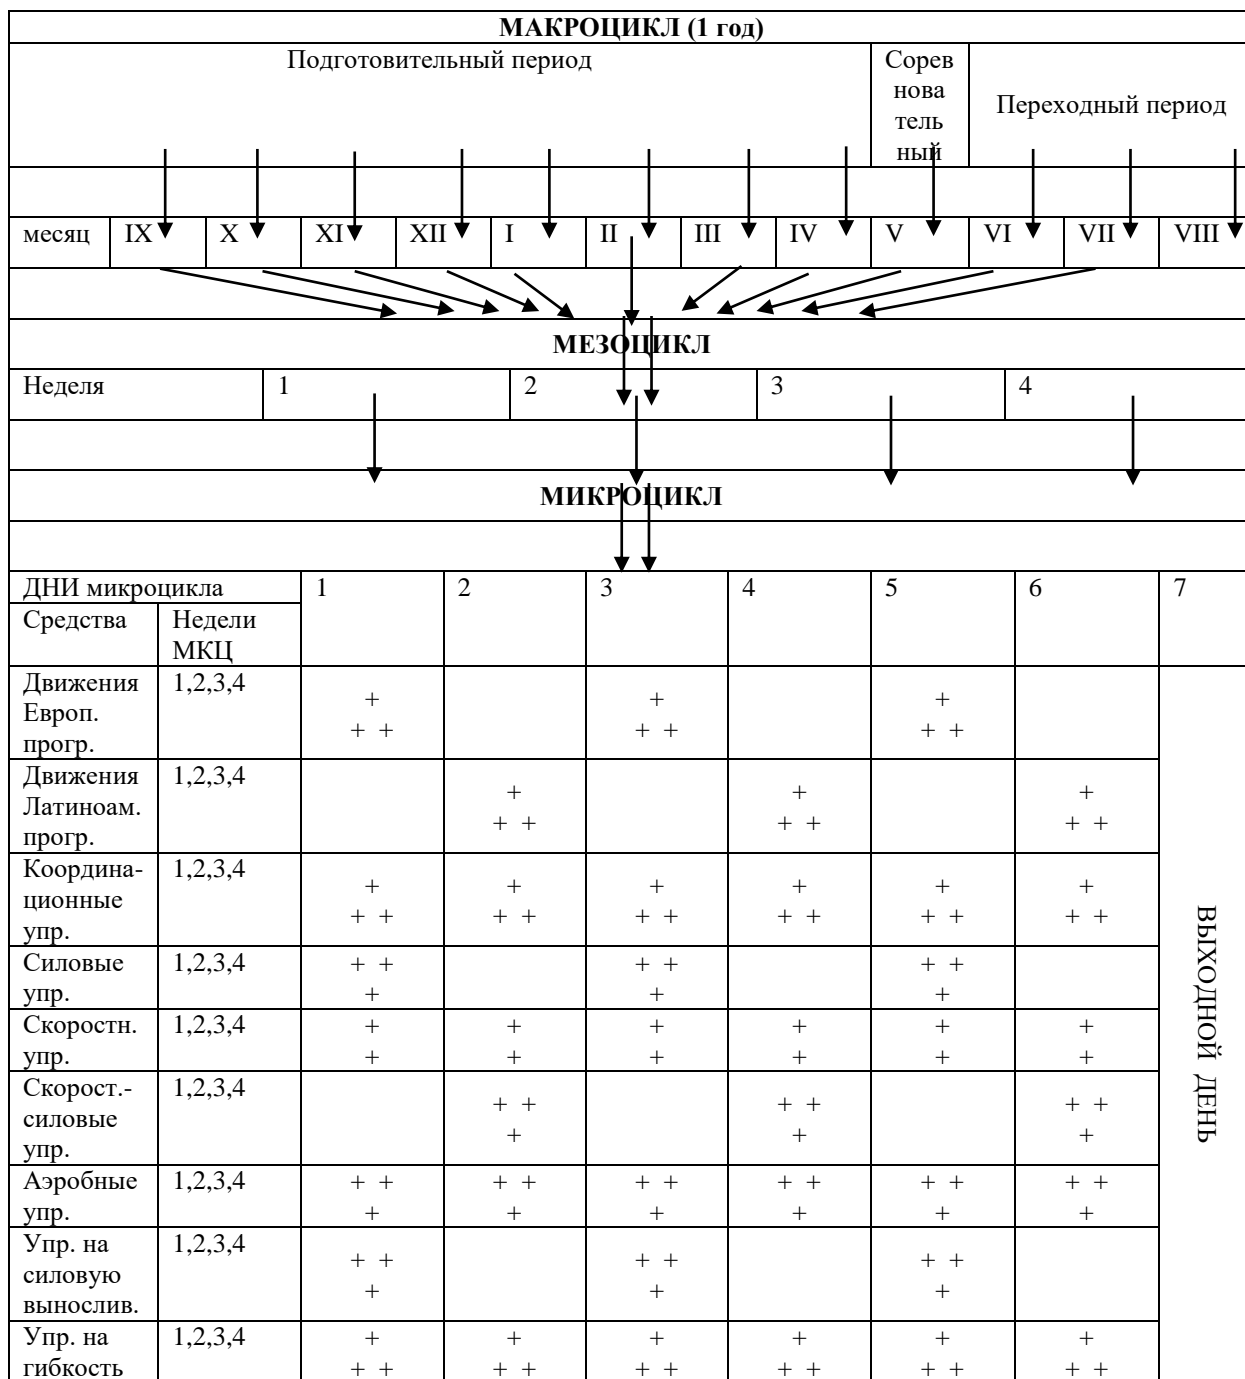 МАКРОЦИКЛ (1 год)
Подготовительный период
Сорев
нова
тель
ный
Переходный период
месяц IX X XI XII I II III IV V VI VII VIII
МЕЗОЦИКЛ
Неделя 1 2 3 4
МИКРОЦИКЛ
ДНИ микроцикла 1 2 3 4 5 6 7
Средства Недели
МКЦ
Движения 1,2,3,4
Европ. + + +
прогр. + + + + + +
Движения 1,2,3,4
Латиноам. + + +
прогр. + + + + + +
Координа- 1,2,3,4
ционные + + + + + +
упр. + + + + + + + + + + + +
Силовые 1,2,3,4 + + + + + +
упр. + + +
Скоростн. 1,2,3,4 + + + + + +
упр. + + + + + +
Скорост.- 1,2,3,4
силовые + + + + + +
упр. + + +
Аэробные 1,2,3,4 + + + + + + + + + + + +
упр. + + + + + +
Упр. на 1,2,3,4
силовую + + + + + +
вынослив. + + +
Упр. на 1,2,3,4 + + + + + +
гибкость + + + + + + + + + + + +
ВЫХОДНОЙ ДЕНЬ